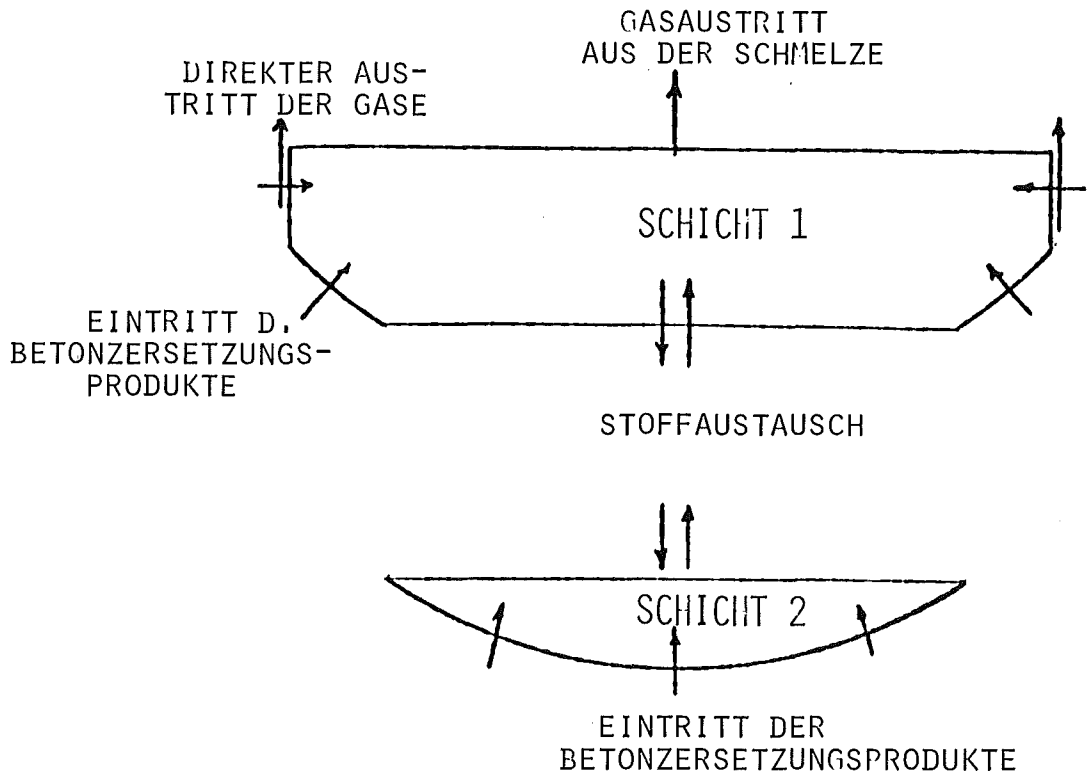 GASAUSTRITT
AUS DER SCHMELZE
DIREKTER AUS-
TRITT DER GASE
SCHICHT 1
EINTRITT D.
BETONZERSETZUNGS-
PRODUKTE
STOFFAUSTAUSCH
SCHICHT 2
EINTRITT DER
BETONZERSETZUNGSPRODUKTE